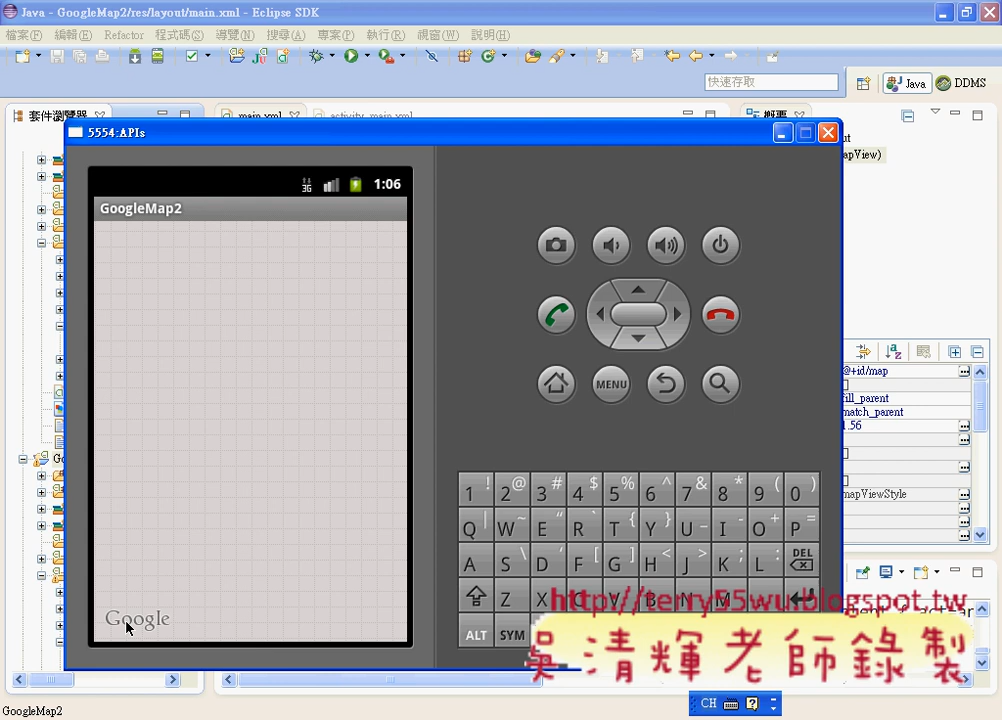 Java - GoogleMap2/res/layout/main.xml - Eclipse SDK
檔案(F) 編輯(E) Refactor 程式碼(S) 導覽(N) 搜尋(A) 專案(P) 執行(R) 視窗(W) 說明(H)
快速存取
Java
DDMS
套件瀏覽器
main.xml
activity_main.xml
概要
5554:APIs
3G
1:06
GoogleMap2
Google
MENU
1 ! 2 @ 3 # 4 $ 5 % 6 ^ 7 & 8 * 9 ( 0 )
Q | W ~ E " R ` T { Y } U _ I - O + P =
A S \ D ' F [ G ] H < J > K ; L : DEL
Z X C V B N M
ALT SYM
@+id/map
fill_parent
match_parent
1.56
mapViewStyle
http://terry55wu.blogspot.tw
吳清輝老師錄製
CH
GoogleMap2